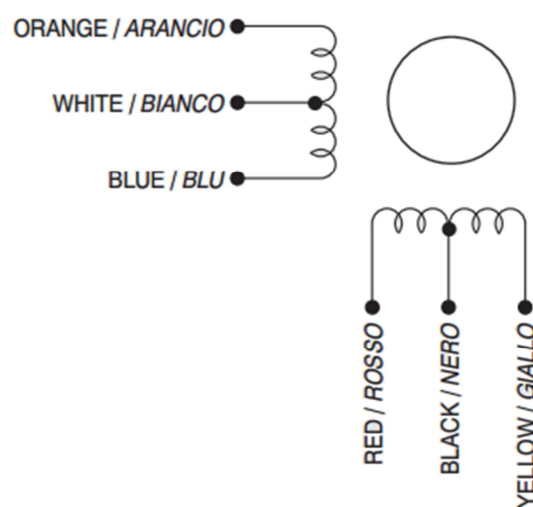 ORANGE / ARANCIO
WHITE / BIANCO
BLUE / BLU
RED / ROSSO
BLACK / NERO
YELLOW / GIALLO